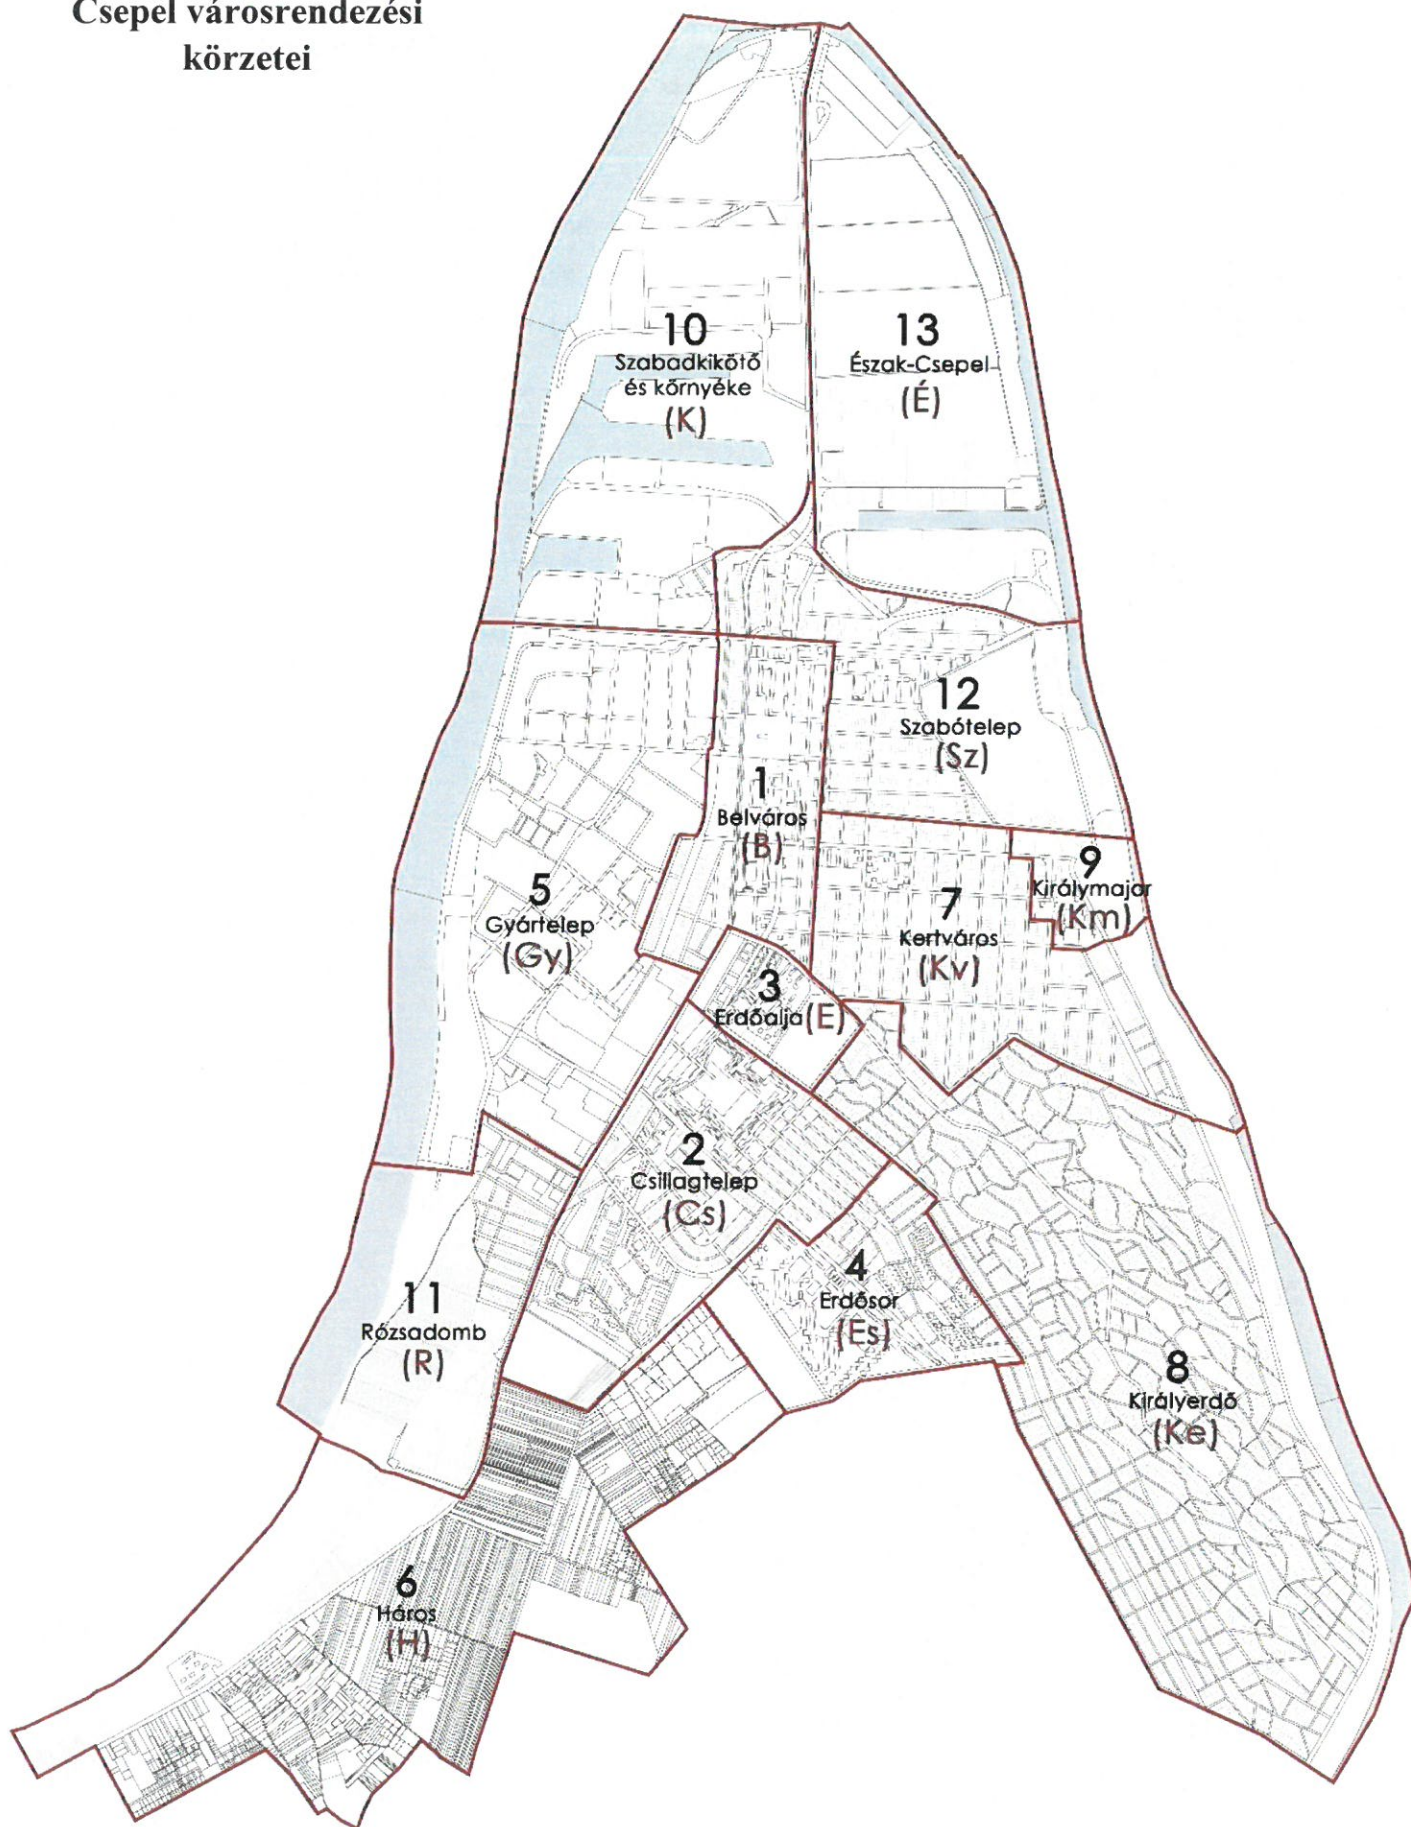 Csepel városrendezési
körzetei
10
Szabadkikötő
és környéke
(K)
13
Észak-Csepel
(É)
12
Szabótelep
(Sz)
1
Belváros
(B)
9
Királymajor
(Km)
5
Gyártelep
(Gy)
7
Kertváros
(Kv)
3
Erdőalja (E)
2
Csillagtelep
(Cs)
4
Erdősor
(Es)
11
Rózsadomb
(R)
8
Királyerdő
(Ke)
6
Háros
(H)